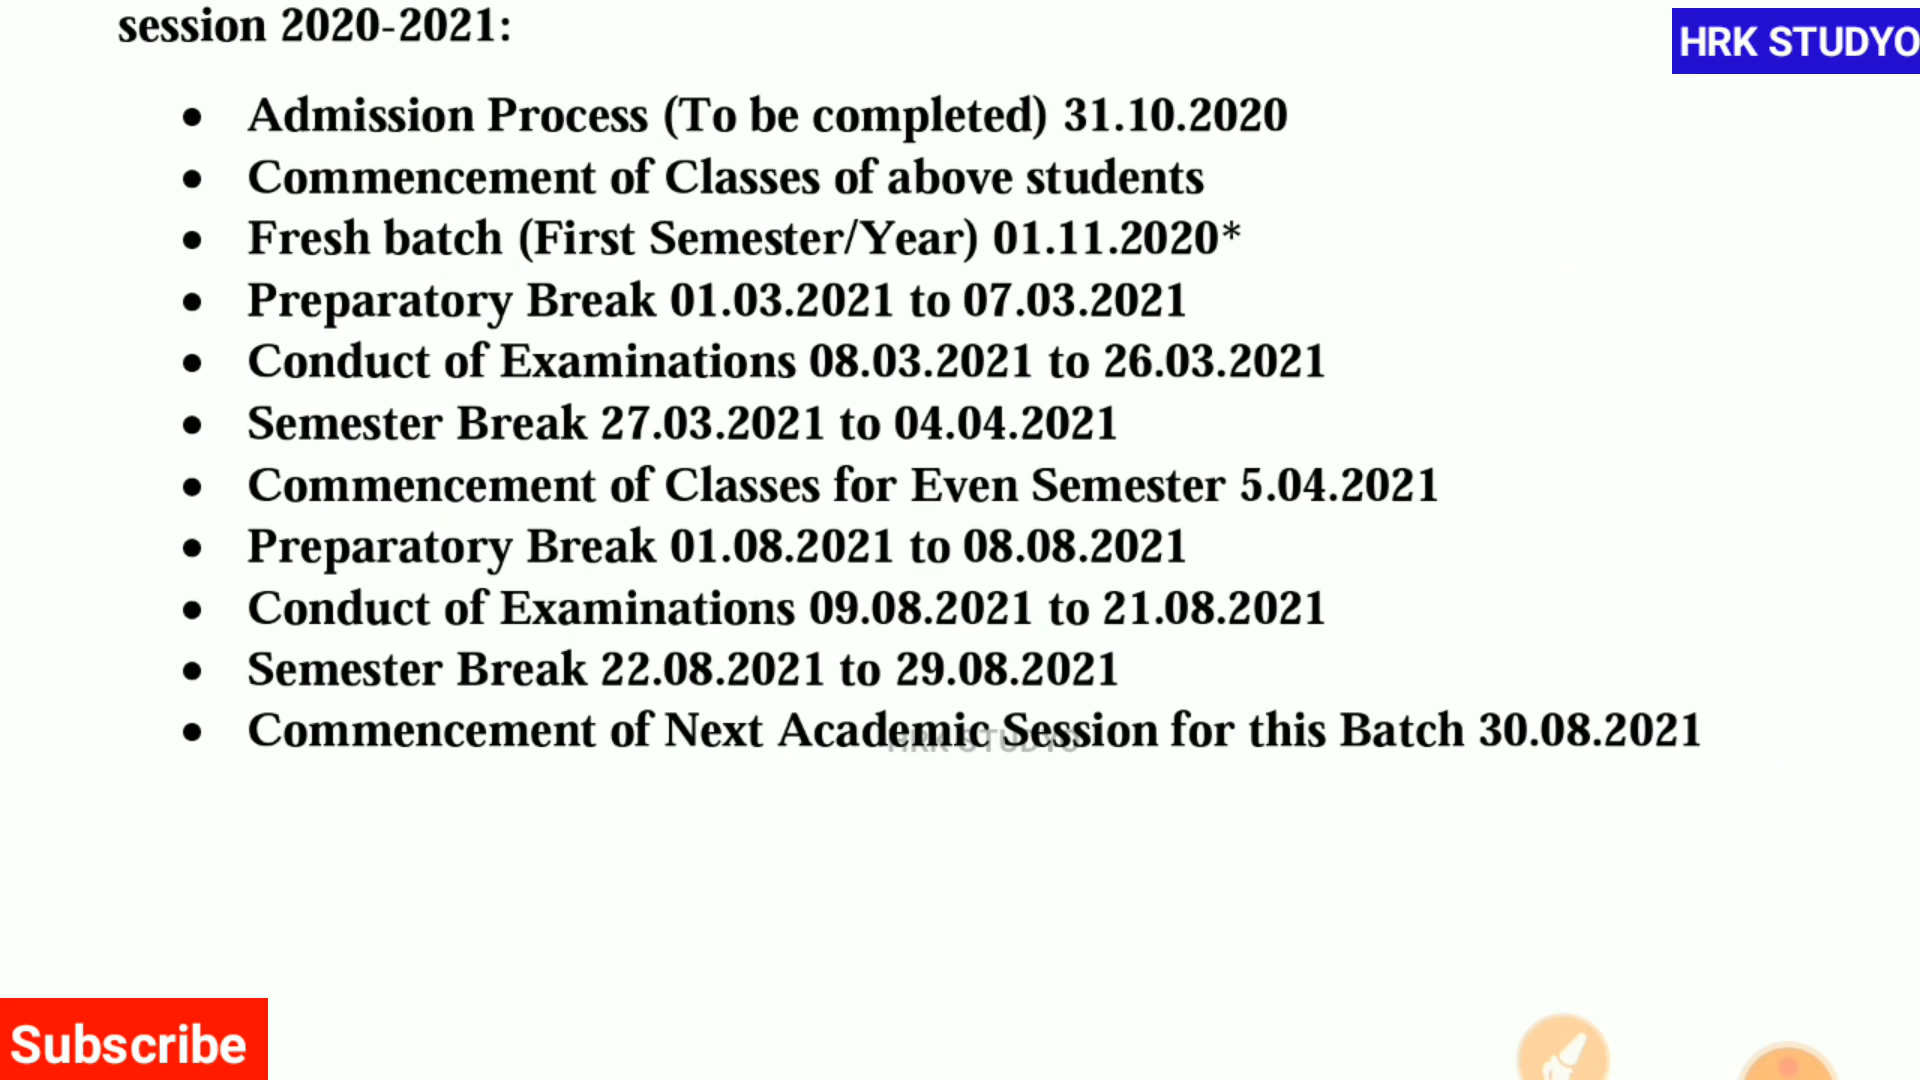 session 2020-2021:
HRK STUDYO
• Admission Process (To be completed) 31.10.2020
• Commencement of Classes of above students
• Fresh batch (First Semester/Year) 01.11.2020*
• Preparatory Break 01.03.2021 to 07.03.2021
• Conduct of Examinations 08.03.2021 to 26.03.2021
• Semester Break 27.03.2021 to 04.04.2021
• Commencement of Classes for Even Semester 5.04.2021
• Preparatory Break 01.08.2021 to 08.08.2021
• Conduct of Examinations 09.08.2021 to 21.08.2021
• Semester Break 22.08.2021 to 29.08.2021
• Commencement of Next Academic Session for this Batch 30.08.2021
HRK STUDYO
Subscribe